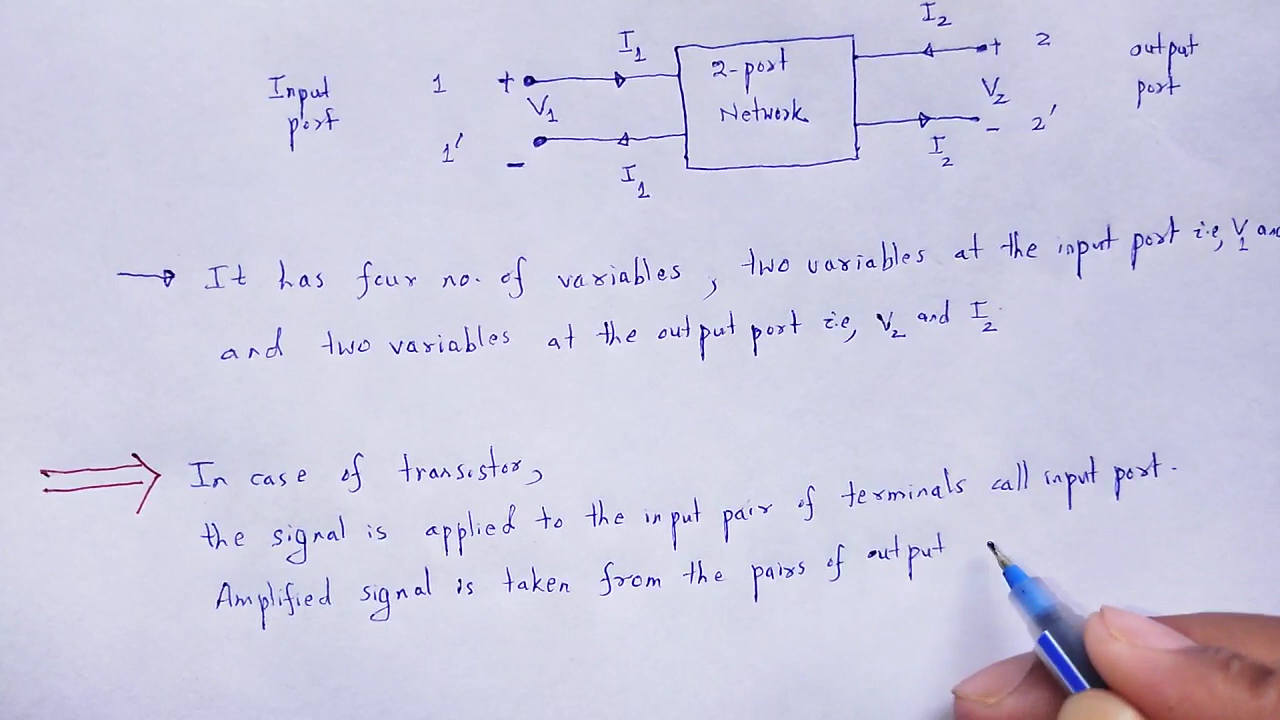 I2
I1
2-port
+ 2
output
Input
1 +
V1
V2
port
port
Network
1'
-
- 2'
I1
I2
→ It has four no. of variables, two variables at the input port i.e, V1 an
and two variables at the output port i.e, V2 and I2.
⇒ In case of transistor,
the signal is applied to the input pair of terminals call input port.
Amplified signal is taken from the pairs of output